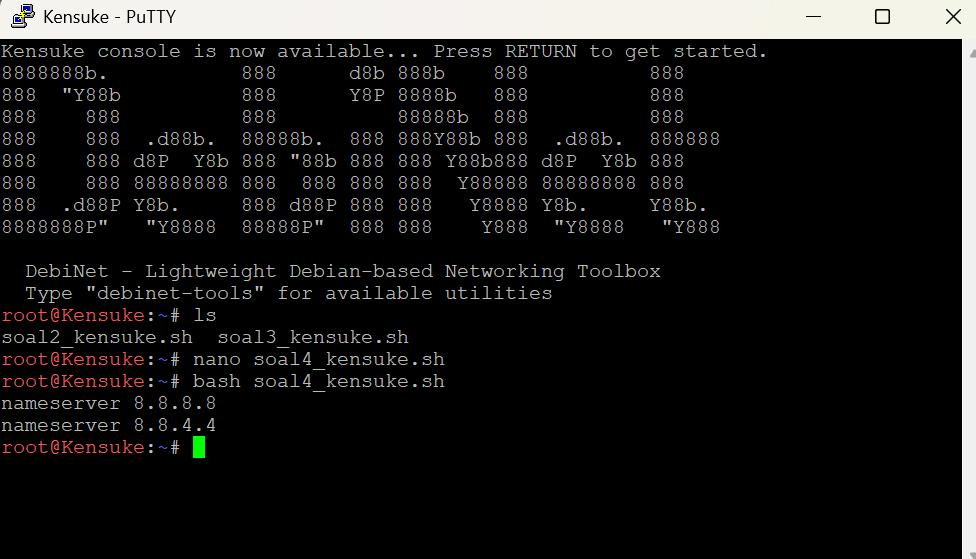 Kensuke - PuTTY
Kensuke console is now available... Press RETURN to get started.
8888888b.            888      d8b 888b    888          888
888  "Y88b           888      Y8P 8888b   888          888
888    888           888          88888b  888          888
888    888  .d88b.  88888b.  888 888Y88b 888  .d88b.  888888
888    888 d8P  Y8b 888 "88b 888 888 Y88b888 d8P  Y8b 888
888    888 88888888 888  888 888 888  Y88888 88888888 888
888  .d88P Y8b.     888 d88P 888 888   Y8888 Y8b.     Y88b.
8888888P"   "Y8888  88888P"  888 888    Y888  "Y8888   "Y888
DebiNet – Lightweight Debian-based Networking Toolbox
Type "debinet-tools" for available utilities
root@Kensuke:~# ls
soal2_kensuke.sh  soal3_kensuke.sh
root@Kensuke:~# nano soal4_kensuke.sh
root@Kensuke:~# bash soal4_kensuke.sh
nameserver 8.8.8.8
nameserver 8.8.4.4
root@Kensuke:~#